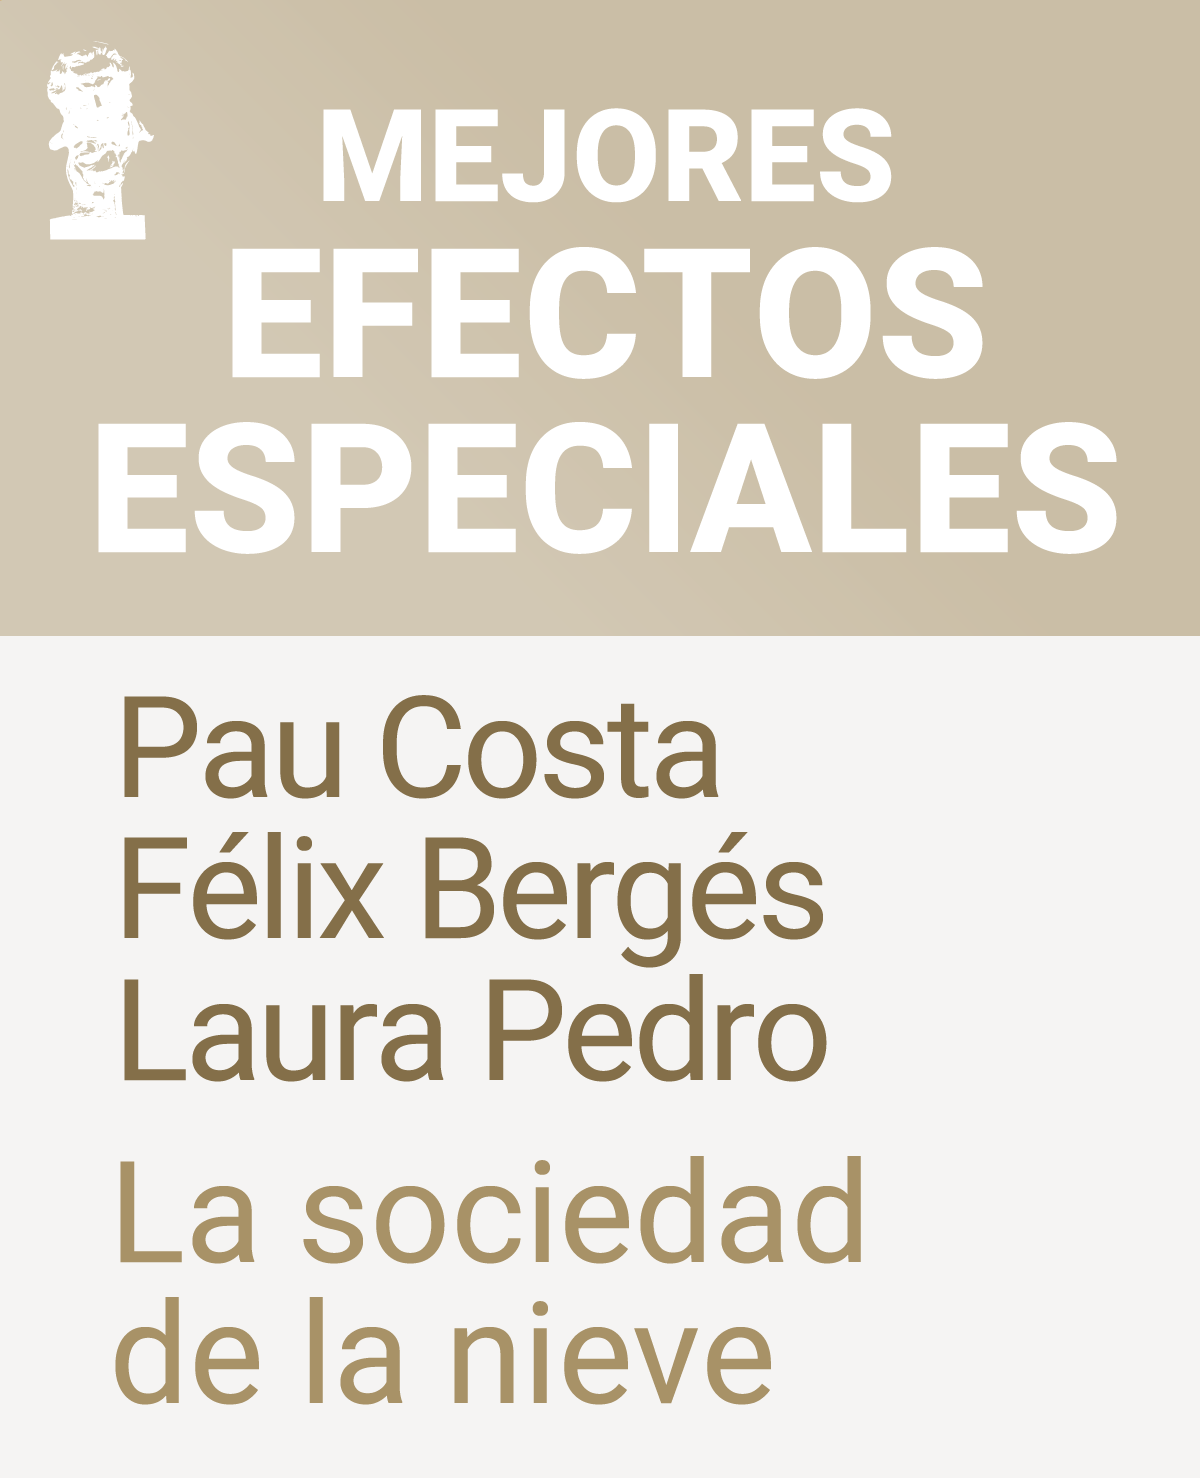 MEJORES
EFECTOS
ESPECIALES
Pau Costa
Félix Bergés
Laura Pedro
La sociedad
de la nieve